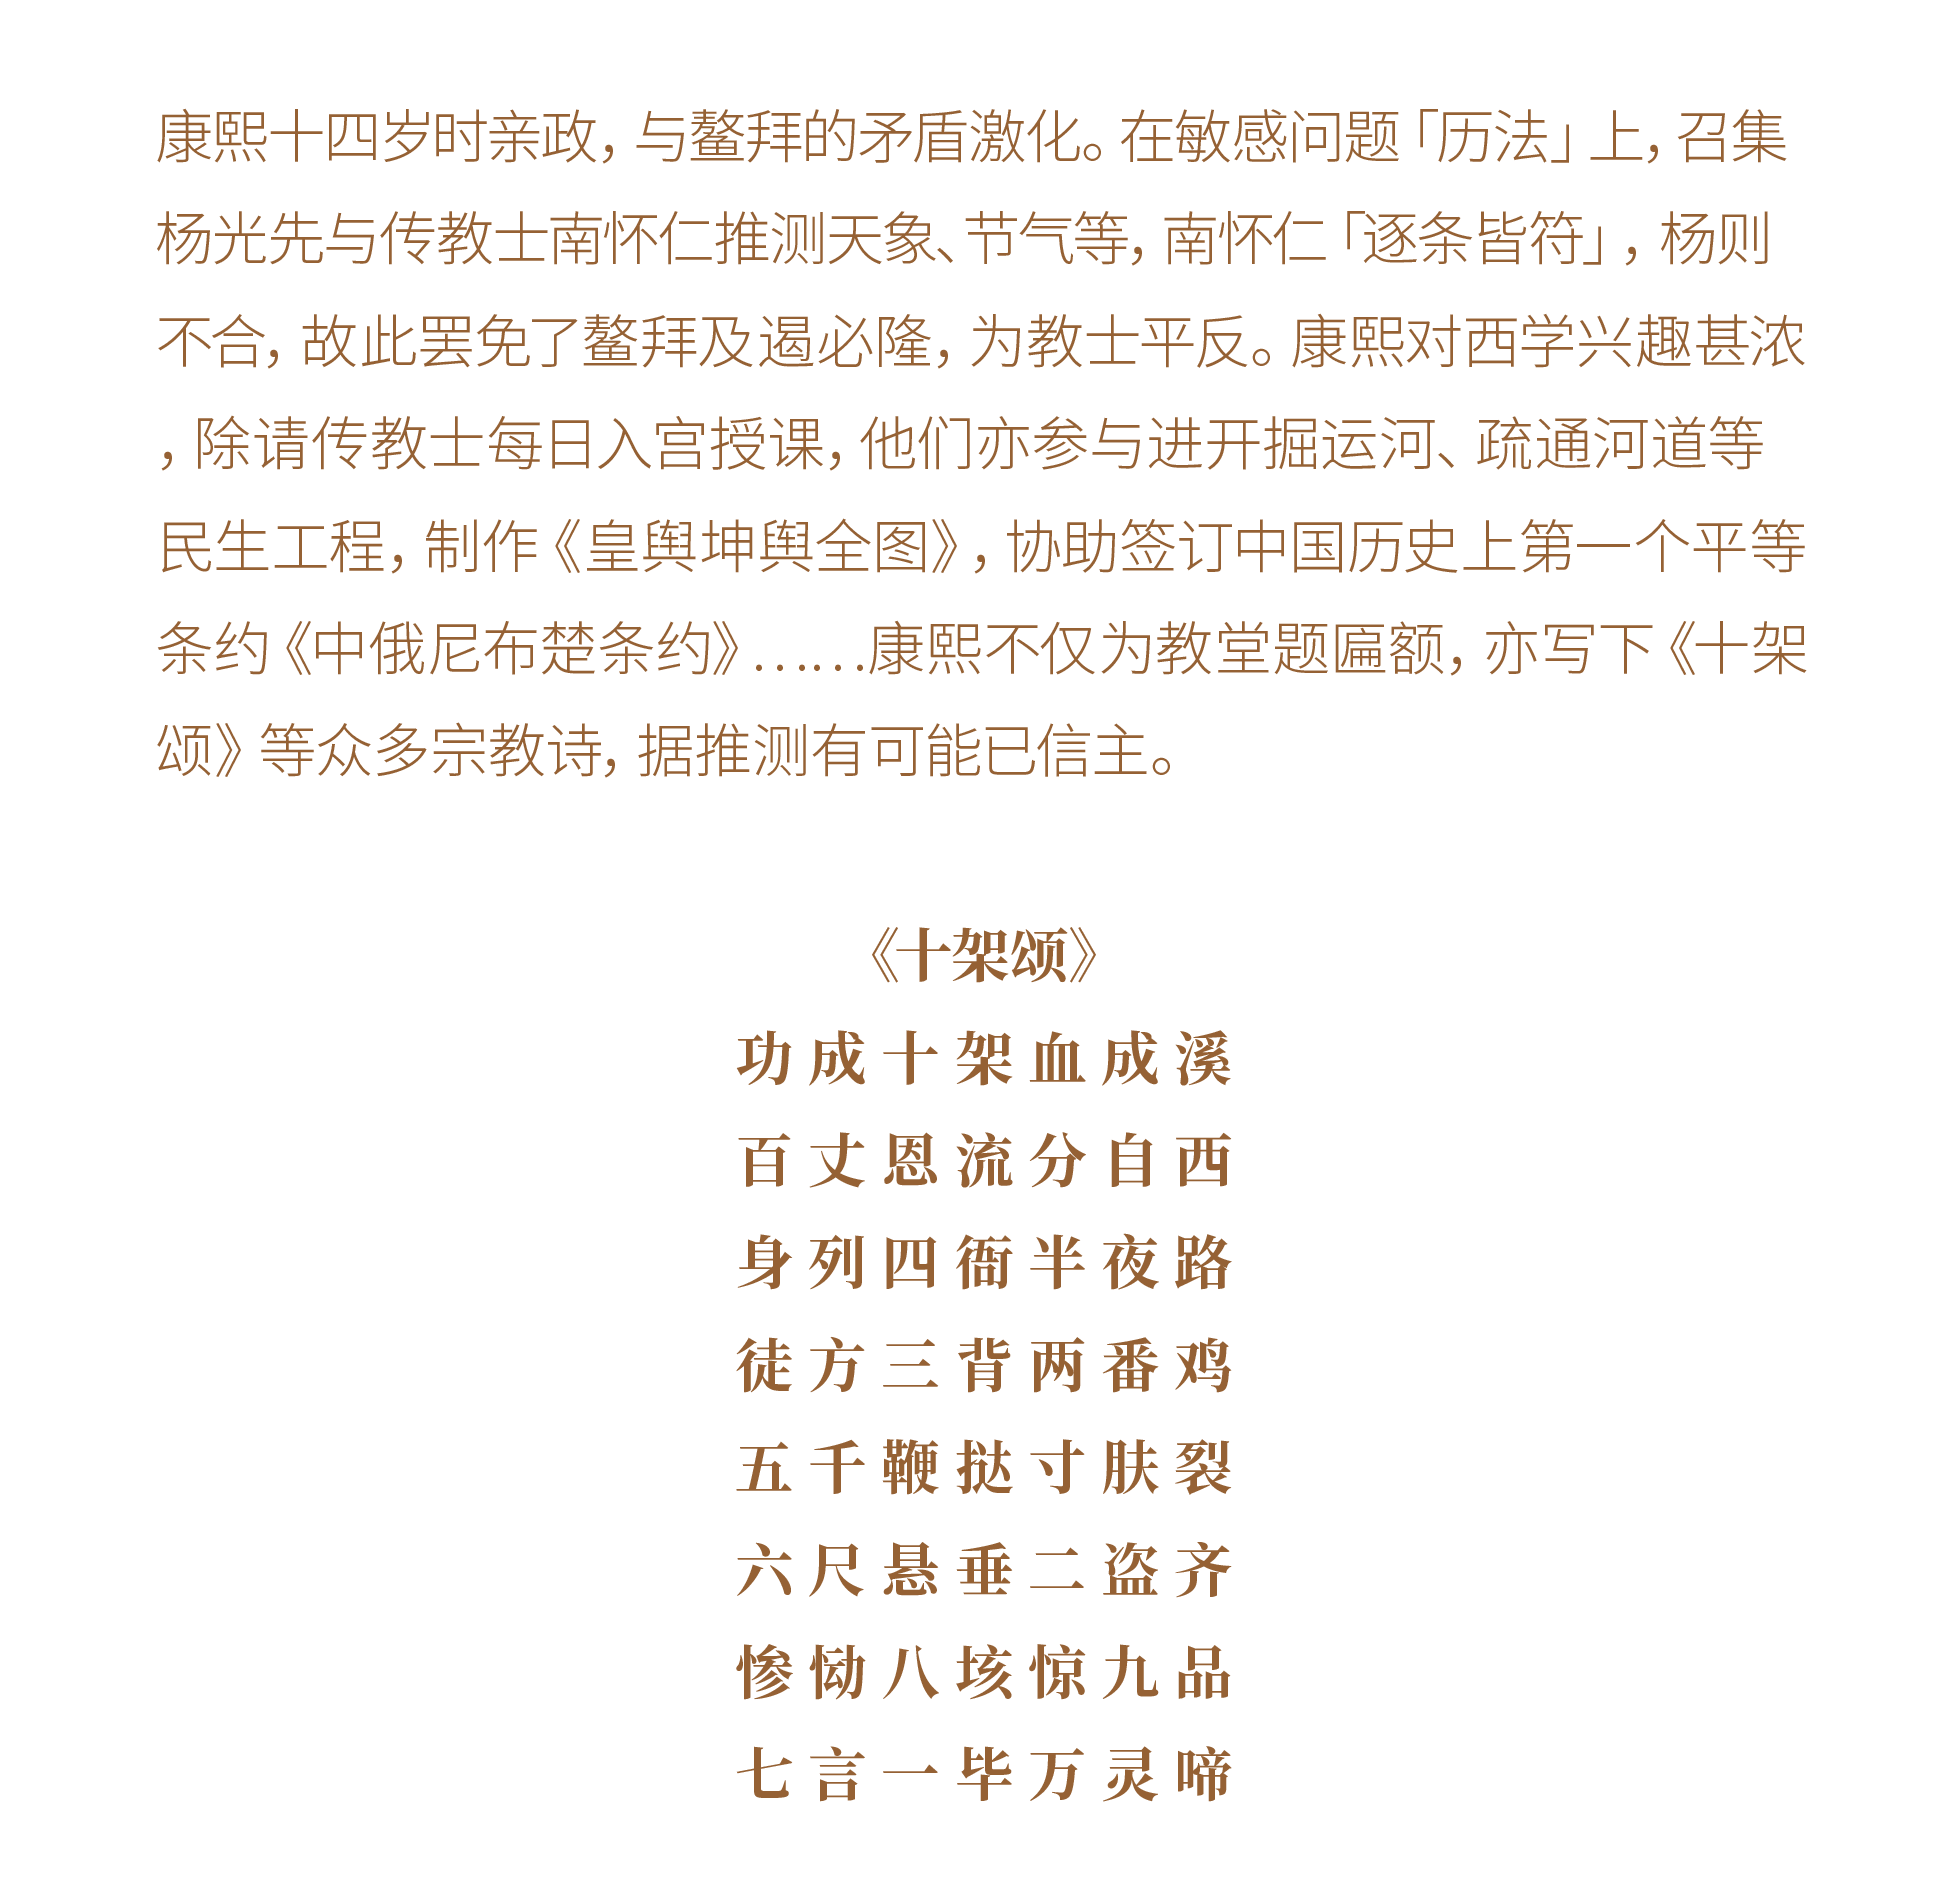 康熙十四岁时亲政，与鳌拜的矛盾激化。在敏感问题「历法」上，召集
杨光先与传教士南怀仁推测天象、节气等，南怀仁「逐条皆符」，杨则
不合，故此罢免了鳌拜及遏必隆，为教士平反。康熙对西学兴趣甚浓
，除请传教士每日入宫授课，他们亦参与进开掘运河、疏通河道等
民生工程，制作《皇舆坤舆全图》，协助签订中国历史上第一个平等
条约《中俄尼布楚条约》……康熙不仅为教堂题匾额，亦写下《十架
颂》等众多宗教诗，据推测有可能已信主。
《十架颂》
功成十架血成溪
百丈恩流分自西
身列四衙半夜路
徒方三背两番鸡
五千鞭挞寸肤裂
六尺悬垂二盗齐
惨恸八垓惊九品
七言一毕万灵啼